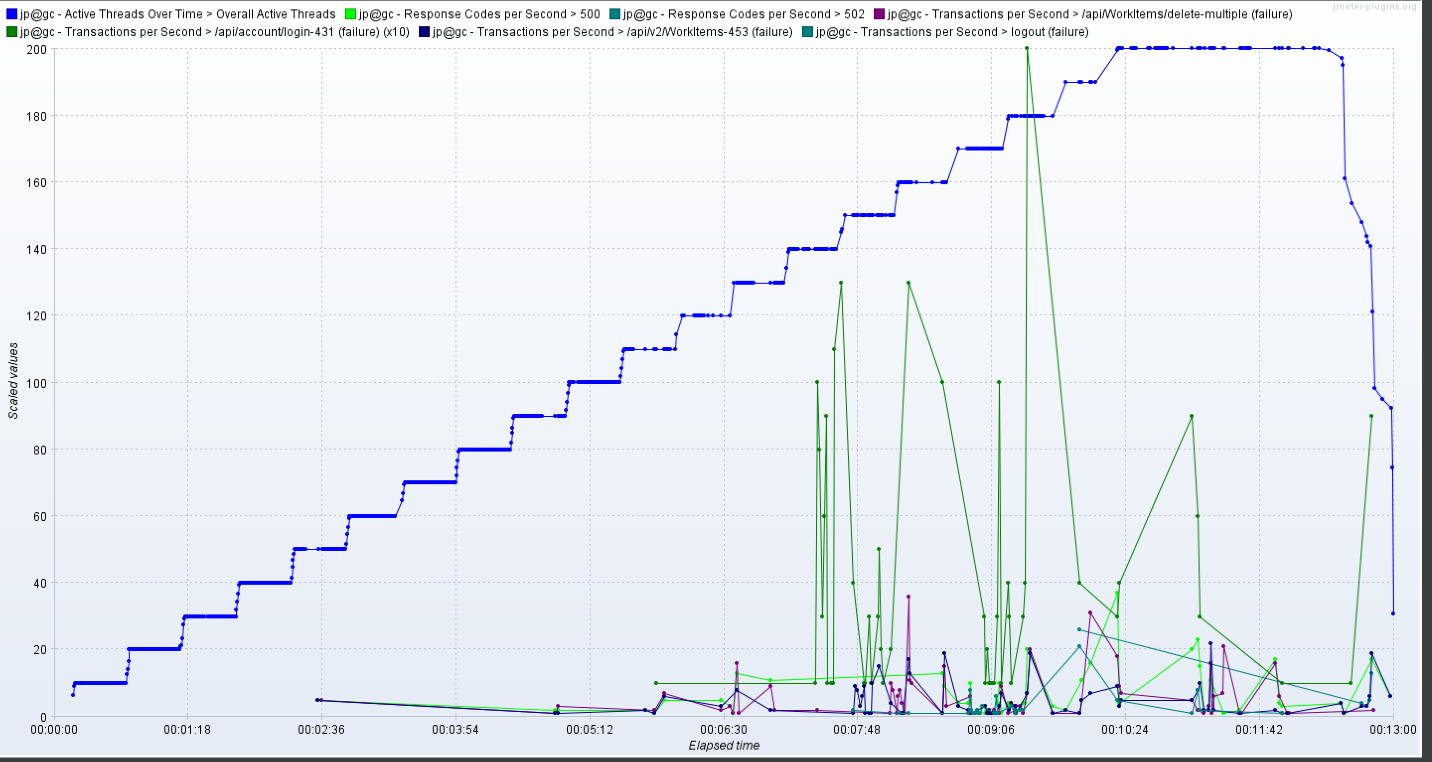 jmeter-plugins.org
jp@gc - Active Threads Over Time > Overall Active Threads jp@gc - Response Codes per Second > 500 jp@gc - Response Codes per Second > 502 jp@gc - Transactions per Second > /api/WorkItems/delete-multiple (failure)
jp@gc - Transactions per Second > /api/account/login-431 (failure) (x10) jp@gc - Transactions per Second > /api/v2/WorkItems-453 (failure) jp@gc - Transactions per Second > logout (failure)
200
180
160
140
120
100
80
60
40
20
0
Scaled values
00:00:00 00:01:18 00:02:36 00:03:54 00:05:12 00:06:30 00:07:48 00:09:06 00:10:24 00:11:42 00:13:00
Elapsed time